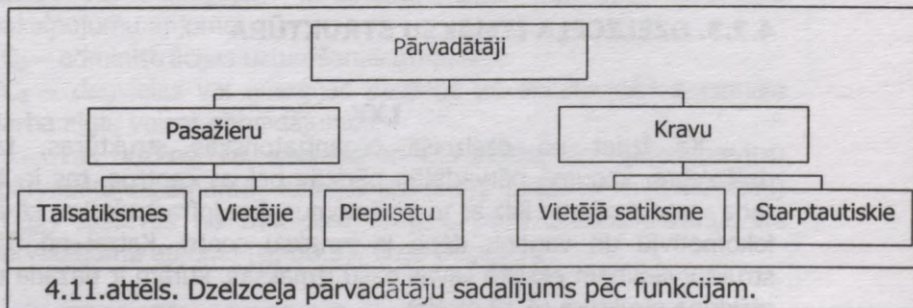 Pārvadātāji
Pasažieru Kravu
Tālsatiksmes Vietējie Piepilsētu Vietējā satiksme Starptautiskie
4.11.attēls. Dzelzceļa pārvadātāju sadalījums pēc funkcijām.